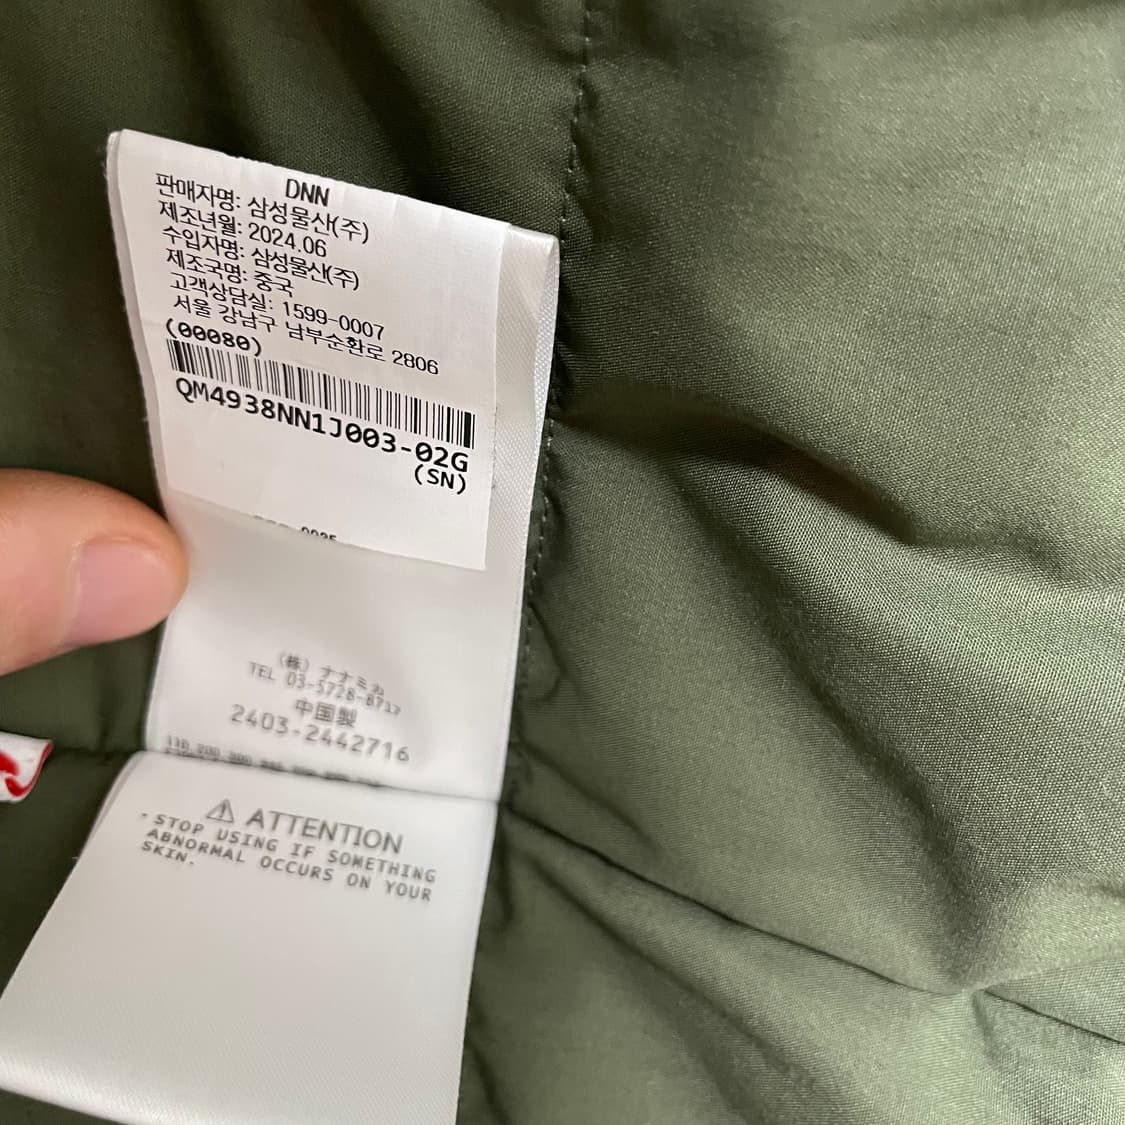 DNN
판매자명: 삼성물산(주)
제조년월: 2024.06
수입자명: 삼성물산(주)
제조국명: 중국
고객상담실: 1599-0007
서울 강남구 남부순환로 2806
(00080)
QM4938NN1J003-02G
(SN)
(株) ナナミカ
TEL 03-5728-8712
中国製
2403-2442716
⚠ ATTENTION
・STOP USING IF SOMETHING
ABNORMAL OCCURS ON YOUR
SKIN.